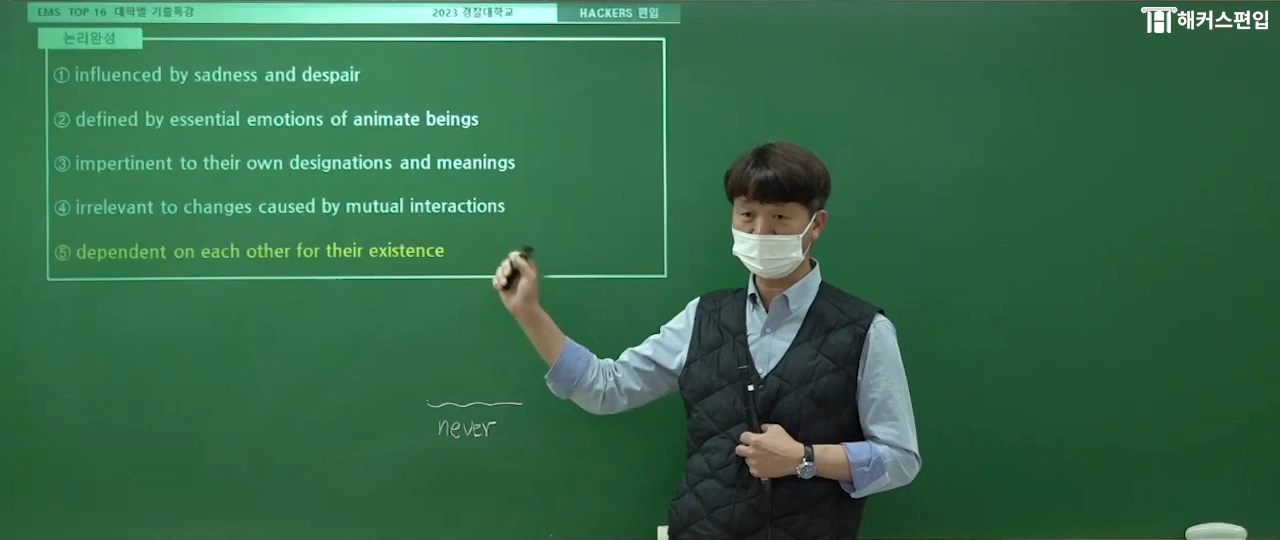 EMS TOP 16 대학별 기출특강
2023 경찰대학교
HACKERS 편입
해커스편입
논리완성
① influenced by sadness and despair
② defined by essential emotions of animate beings
③ impertinent to their own designations and meanings
④ irrelevant to changes caused by mutual interactions
⑤ dependent on each other for their existence
never